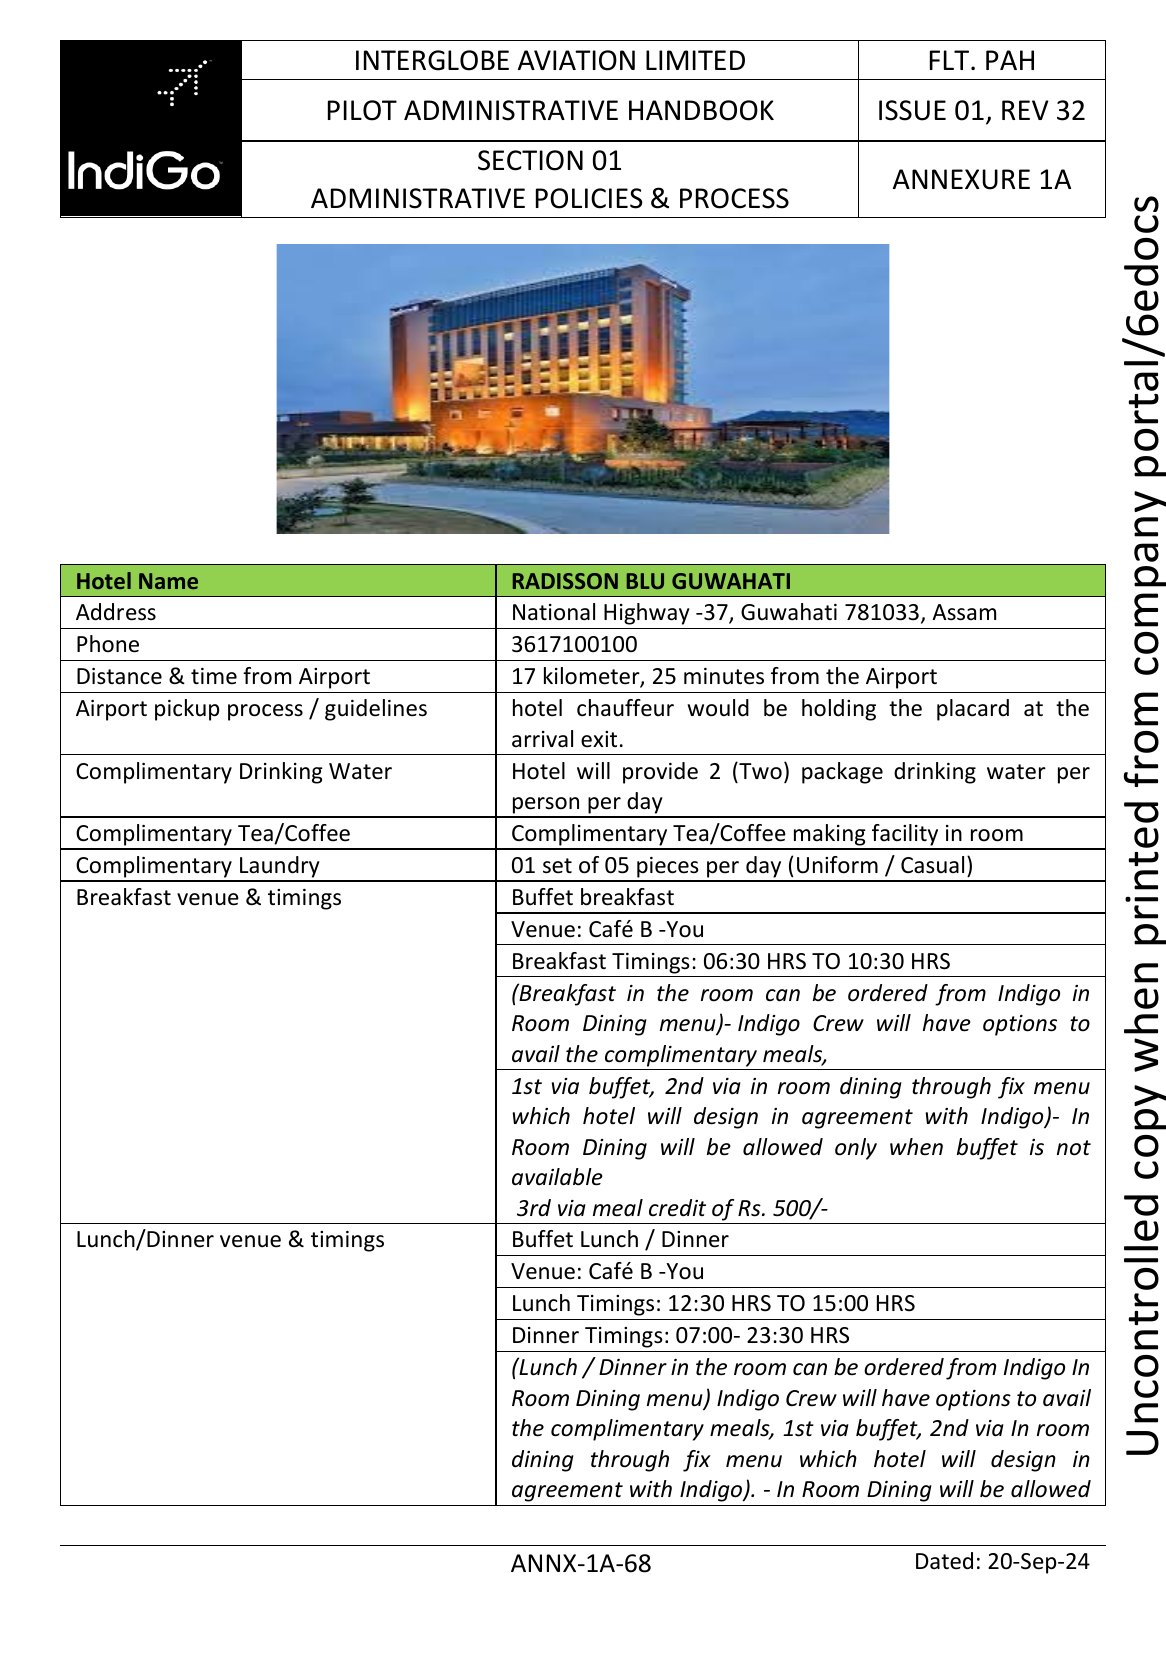 IndiGo
INTERGLOBE AVIATION LIMITED
FLT. PAH
PILOT ADMINISTRATIVE HANDBOOK
ISSUE 01, REV 32
SECTION 01
ADMINISTRATIVE POLICIES & PROCESS
ANNEXURE 1A
Hotel Name
RADISSON BLU GUWAHATI
Address
National Highway -37, Guwahati 781033, Assam
Phone
3617100100
Distance & time from Airport
17 kilometer, 25 minutes from the Airport
Airport pickup process / guidelines
hotel chauffeur would be holding the placard at the
arrival exit.
Complimentary Drinking Water
Hotel will provide 2 (Two) package drinking water per
person per day
Complimentary Tea/Coffee
Complimentary Tea/Coffee making facility in room
Complimentary Laundry
01 set of 05 pieces per day (Uniform / Casual)
Breakfast venue & timings
Buffet breakfast
Venue: Café B -You
Breakfast Timings: 06:30 HRS TO 10:30 HRS
(Breakfast in the room can be ordered from Indigo in
Room Dining menu)- Indigo Crew will have options to
avail the complimentary meals,
1st via buffet, 2nd via in room dining through fix menu
which hotel will design in agreement with Indigo)- In
Room Dining will be allowed only when buffet is not
available
3rd via meal credit of Rs. 500/-
Lunch/Dinner venue & timings
Buffet Lunch / Dinner
Venue: Café B -You
Lunch Timings: 12:30 HRS TO 15:00 HRS
Dinner Timings: 07:00- 23:30 HRS
(Lunch / Dinner in the room can be ordered from Indigo In
Room Dining menu) Indigo Crew will have options to avail
the complimentary meals, 1st via buffet, 2nd via In room
dining through fix menu which hotel will design in
agreement with Indigo). - In Room Dining will be allowed
ANNX-1A-68
Dated: 20-Sep-24
Uncontrolled copy when printed from company portal/6edocs